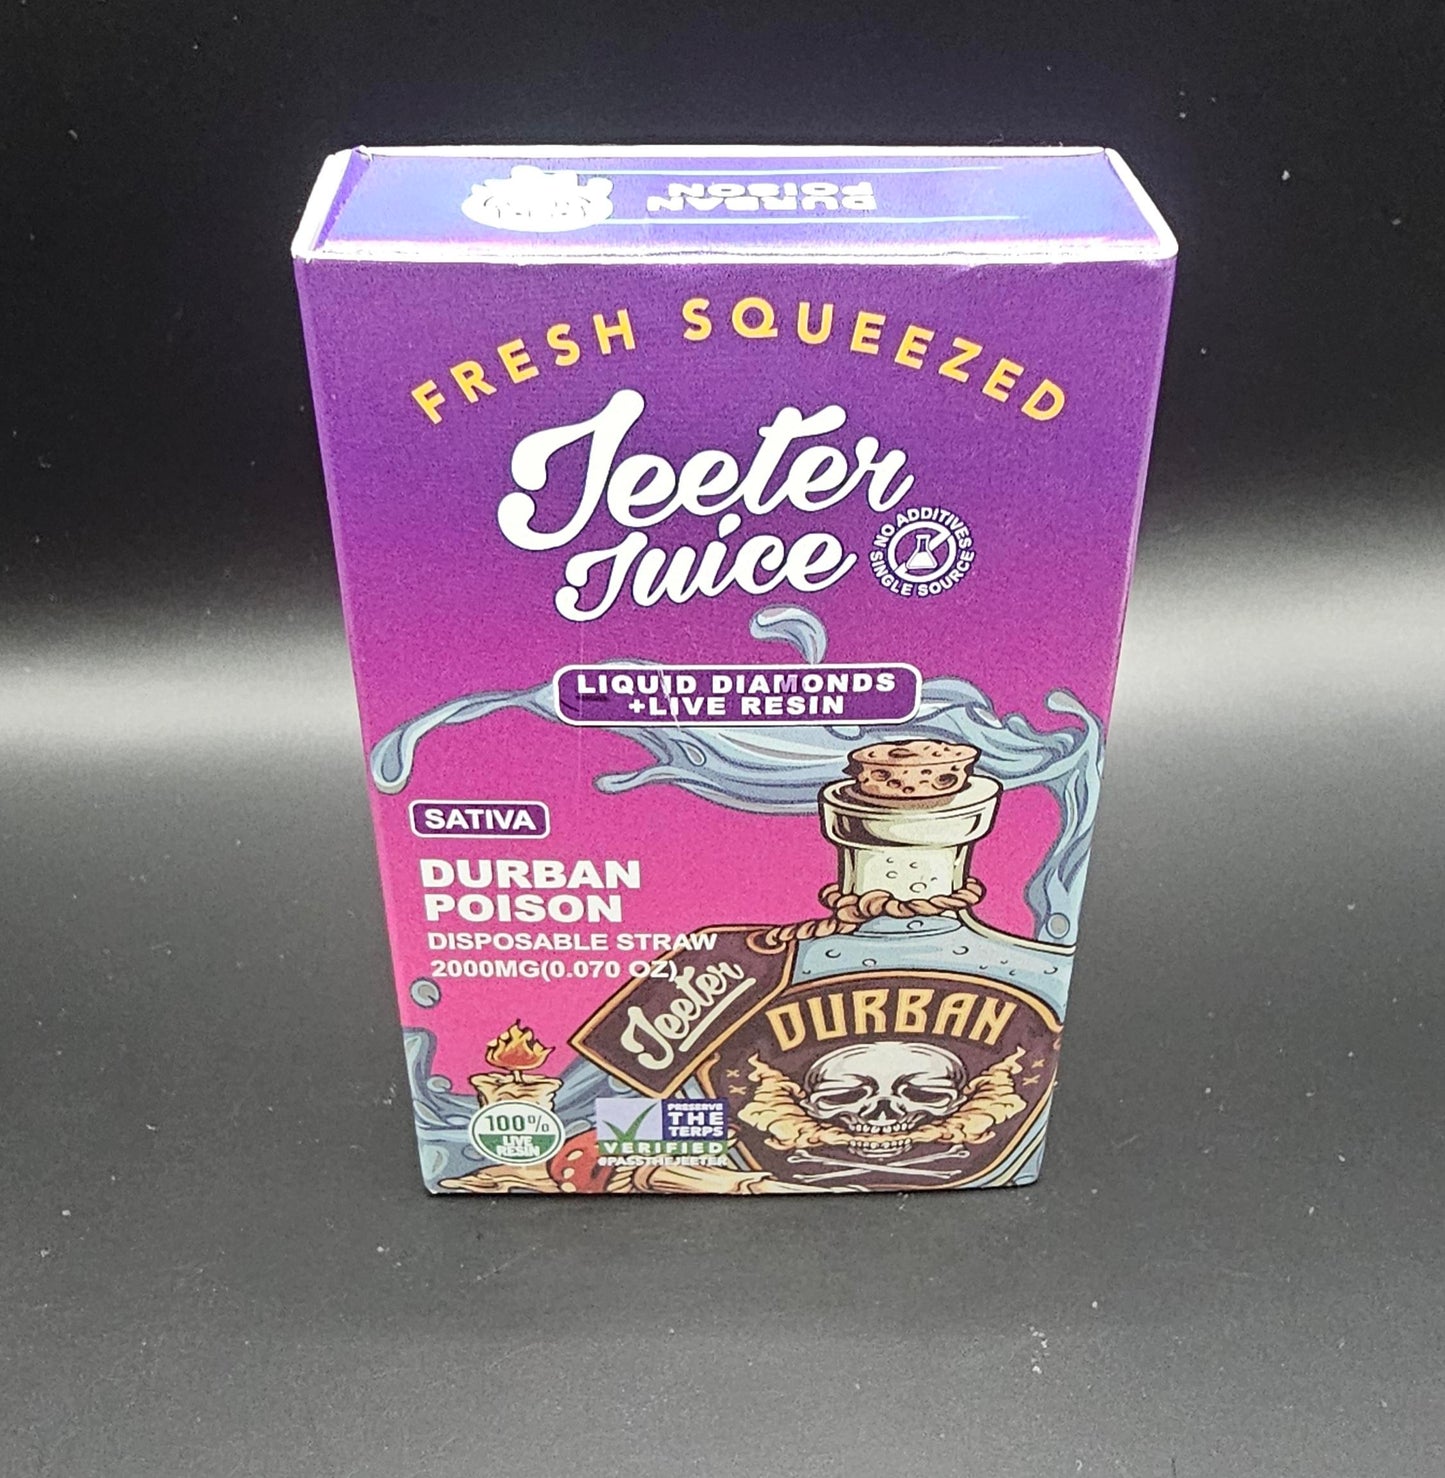 DURBAN
POISON
FRESH SQUEEZED
Jeeter
Juice
NO ADDITIVES
SINGLE SOURCE
LIQUID DIAMONDS
+LIVE RESIN
SATIVA
DURBAN
POISON
DISPOSABLE STRAW
2000MG(0.070 OZ)
Jeeter
DURBAN
100%
LIVE
RESIN
PRESERVE
THE
TERPS
VERIFIED
@PASSTHEJEETER